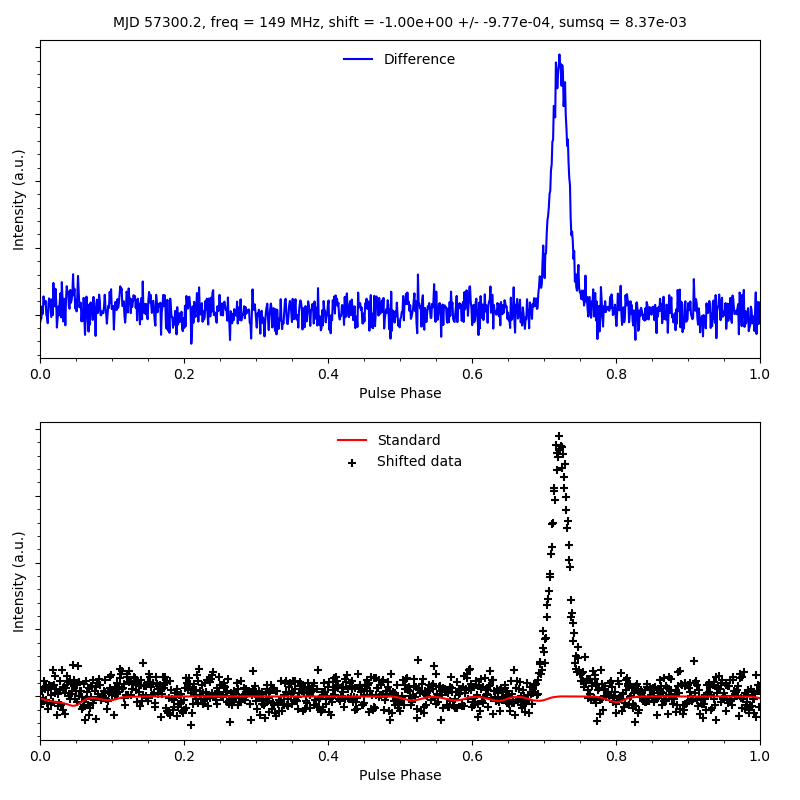 MJD 57300.2, freq = 149 MHz, shift = -1.00e+00 +/- -9.77e-04, sumsq = 8.37e-03
Difference
Intensity (a.u.)
0.0 0.2 0.4 0.6 0.8 1.0
Pulse Phase
Standard
Shifted data
Intensity (a.u.)
0.0 0.2 0.4 0.6 0.8 1.0
Pulse Phase